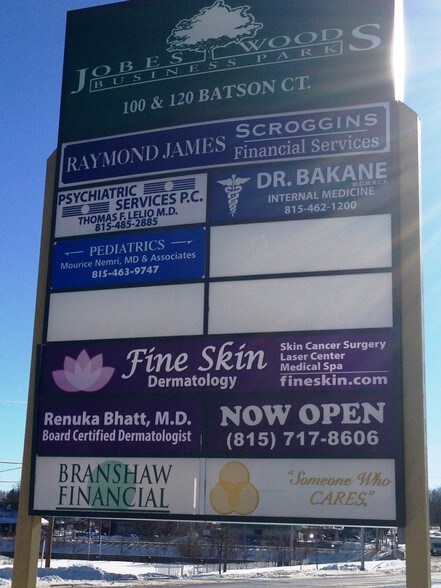 JOBES WOODS
BUSINESS PARK
100 & 120 BATSON CT.
RAYMOND JAMES
SCROGGINS
Financial Services
PSYCHIATRIC
SERVICES P.C.
THOMAS F. LELIO M.D.
815-485-2885
DR. BAKANE
INTERNAL MEDICINE
815-462-1200
PEDIATRICS
Mourice Nemri, MD & Associates
815-463-9747
Fine Skin
Dermatology
Skin Cancer Surgery
Laser Center
Medical Spa
fineskin.com
Renuka Bhatt, M.D.
Board Certified Dermatologist
NOW OPEN
(815) 717-8606
BRANSHAW
FINANCIAL
"Someone Who
CARES."